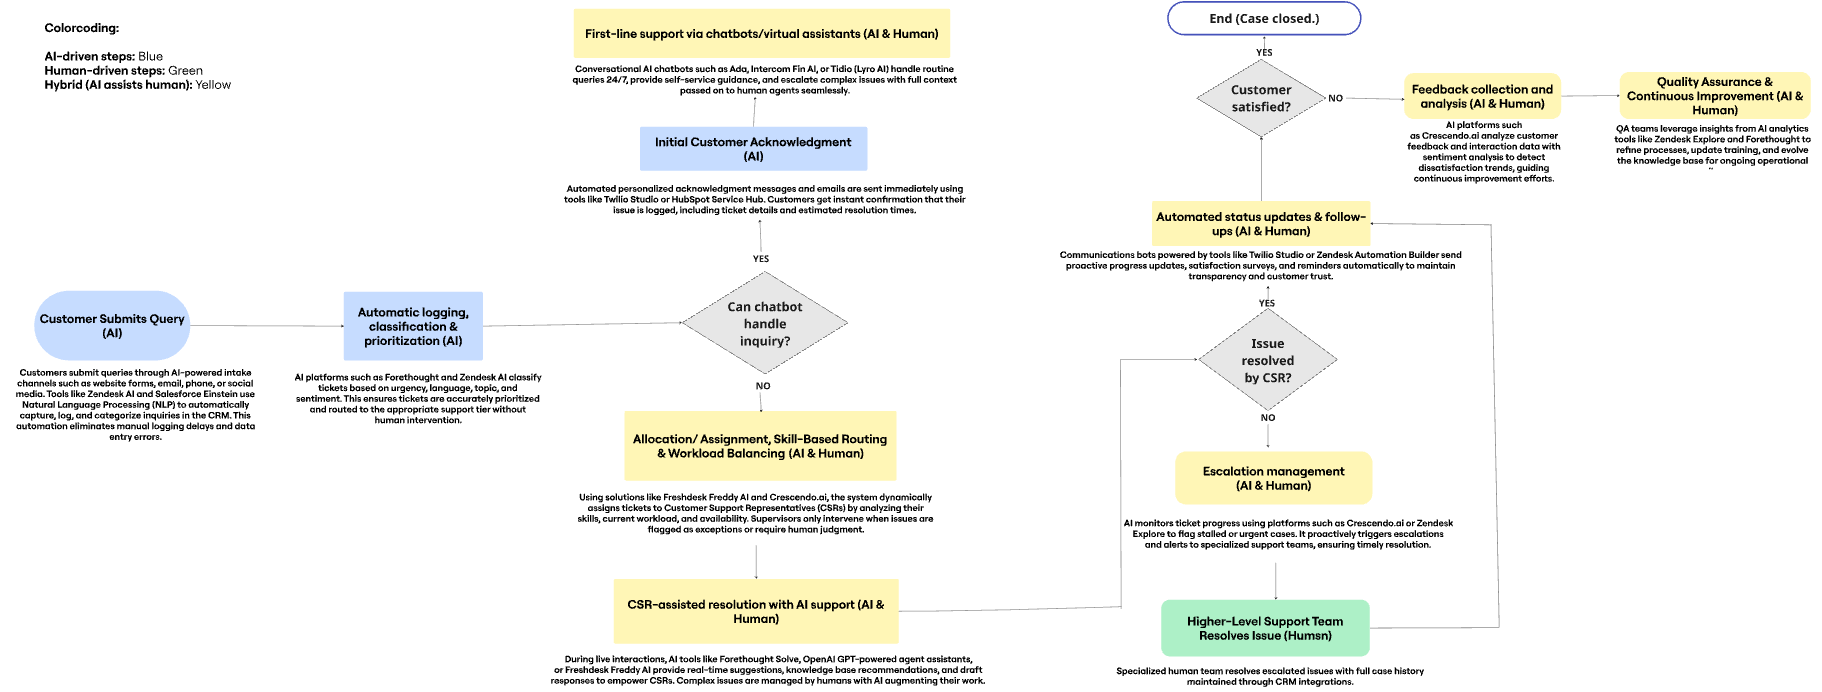 Colorcoding:
AI-driven steps: Blue
Human-driven steps: Green
Hybrid (AI assists human): Yellow
Customer Submits Query
(AI)
Customers submit queries through AI-powered intake
channels such as website forms, email, phone, or social
media. Tools like Zendesk AI and Salesforce Einstein use
Natural Language Processing (NLP) to automatically
capture, log, and categorize inquiries in the CRM. This
automation eliminates manual logging delays and data
entry errors.
Automatic logging,
classification &
prioritization (AI)
AI platforms such as Forethought and Zendesk AI classify
tickets based on urgency, language, topic, and
sentiment. This ensures tickets are accurately prioritized
and routed to the appropriate support tier without
human intervention.
First-line support via chatbots/virtual assistants (AI & Human)
Conversational AI chatbots such as Ada, Intercom Fin AI, or Tidio (Lyro AI) handle routine
queries 24/7, provide self-service guidance, and escalate complex issues with full context
passed on to human agents seamlessly.
Initial Customer Acknowledgment
(AI)
Automated personalized acknowledgment messages and emails are sent immediately using
tools like Twilio Studio or HubSpot Service Hub. Customers get instant confirmation that their
issue is logged, including ticket details and estimated resolution times.
YES
Can chatbot
handle
inquiry?
NO
Allocation/ Assignment, Skill-Based Routing
& Workload Balancing (AI & Human)
Using solutions like Freshdesk Freddy AI and Crescendo.ai, the system dynamically
assigns tickets to Customer Support Representatives (CSRs) by analyzing their
skills, current workload, and availability. Supervisors only intervene when issues are
flagged as exceptions or require human judgment.
CSR-assisted resolution with AI support (AI &
Human)
During live interactions, AI tools like Forethought Solve, OpenAI GPT-powered agent assistants,
or Freshdesk Freddy AI provide real-time suggestions, knowledge base recommendations, and draft
responses to empower CSRs. Complex issues are managed by humans with AI augmenting their work.
End (Case closed.)
YES
Customer
satisfied?
NO
Feedback collection and
analysis (AI & Human)
AI platforms such
as Crescendo.ai analyze customer
feedback and interaction data with
sentiment analysis to detect
dissatisfaction trends, guiding
continuous improvement efforts.
Quality Assurance &
Continuous Improvement (AI &
Human)
QA teams leverage insights from AI analytics
tools like Zendesk Explore and Forethought to
refine processes, update training, and evolve
the knowledge base for ongoing operational
Automated status updates & follow-
ups (AI & Human)
Communications bots powered by tools like Twilio Studio or Zendesk Automation Builder send
proactive progress updates, satisfaction surveys, and reminders automatically to maintain
transparency and customer trust.
YES
Issue
resolved
by CSR?
NO
Escalation management
(AI & Human)
AI monitors ticket progress using platforms such as Crescendo.ai or Zendesk
Explore to flag stalled or urgent cases. It proactively triggers escalations
and alerts to specialized support teams, ensuring timely resolution.
Higher-Level Support Team
Resolves Issue (Humsn)
Specialized human team resolves escalated issues with full case history
maintained through CRM integrations.